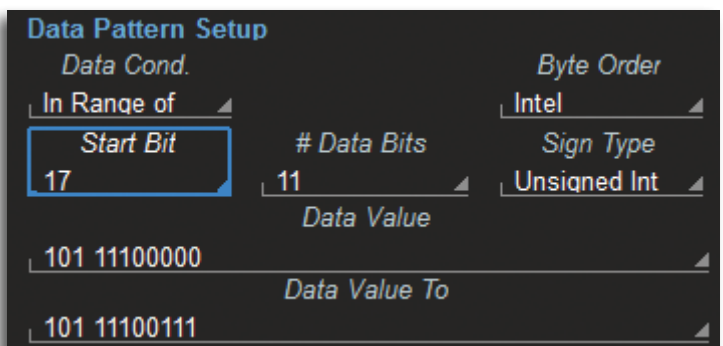 Data Pattern Setup
Data Cond. Byte Order
In Range of Intel
Start Bit # Data Bits Sign Type
17 11 Unsigned Int
Data Value
101 11100000
Data Value To
101 11100111